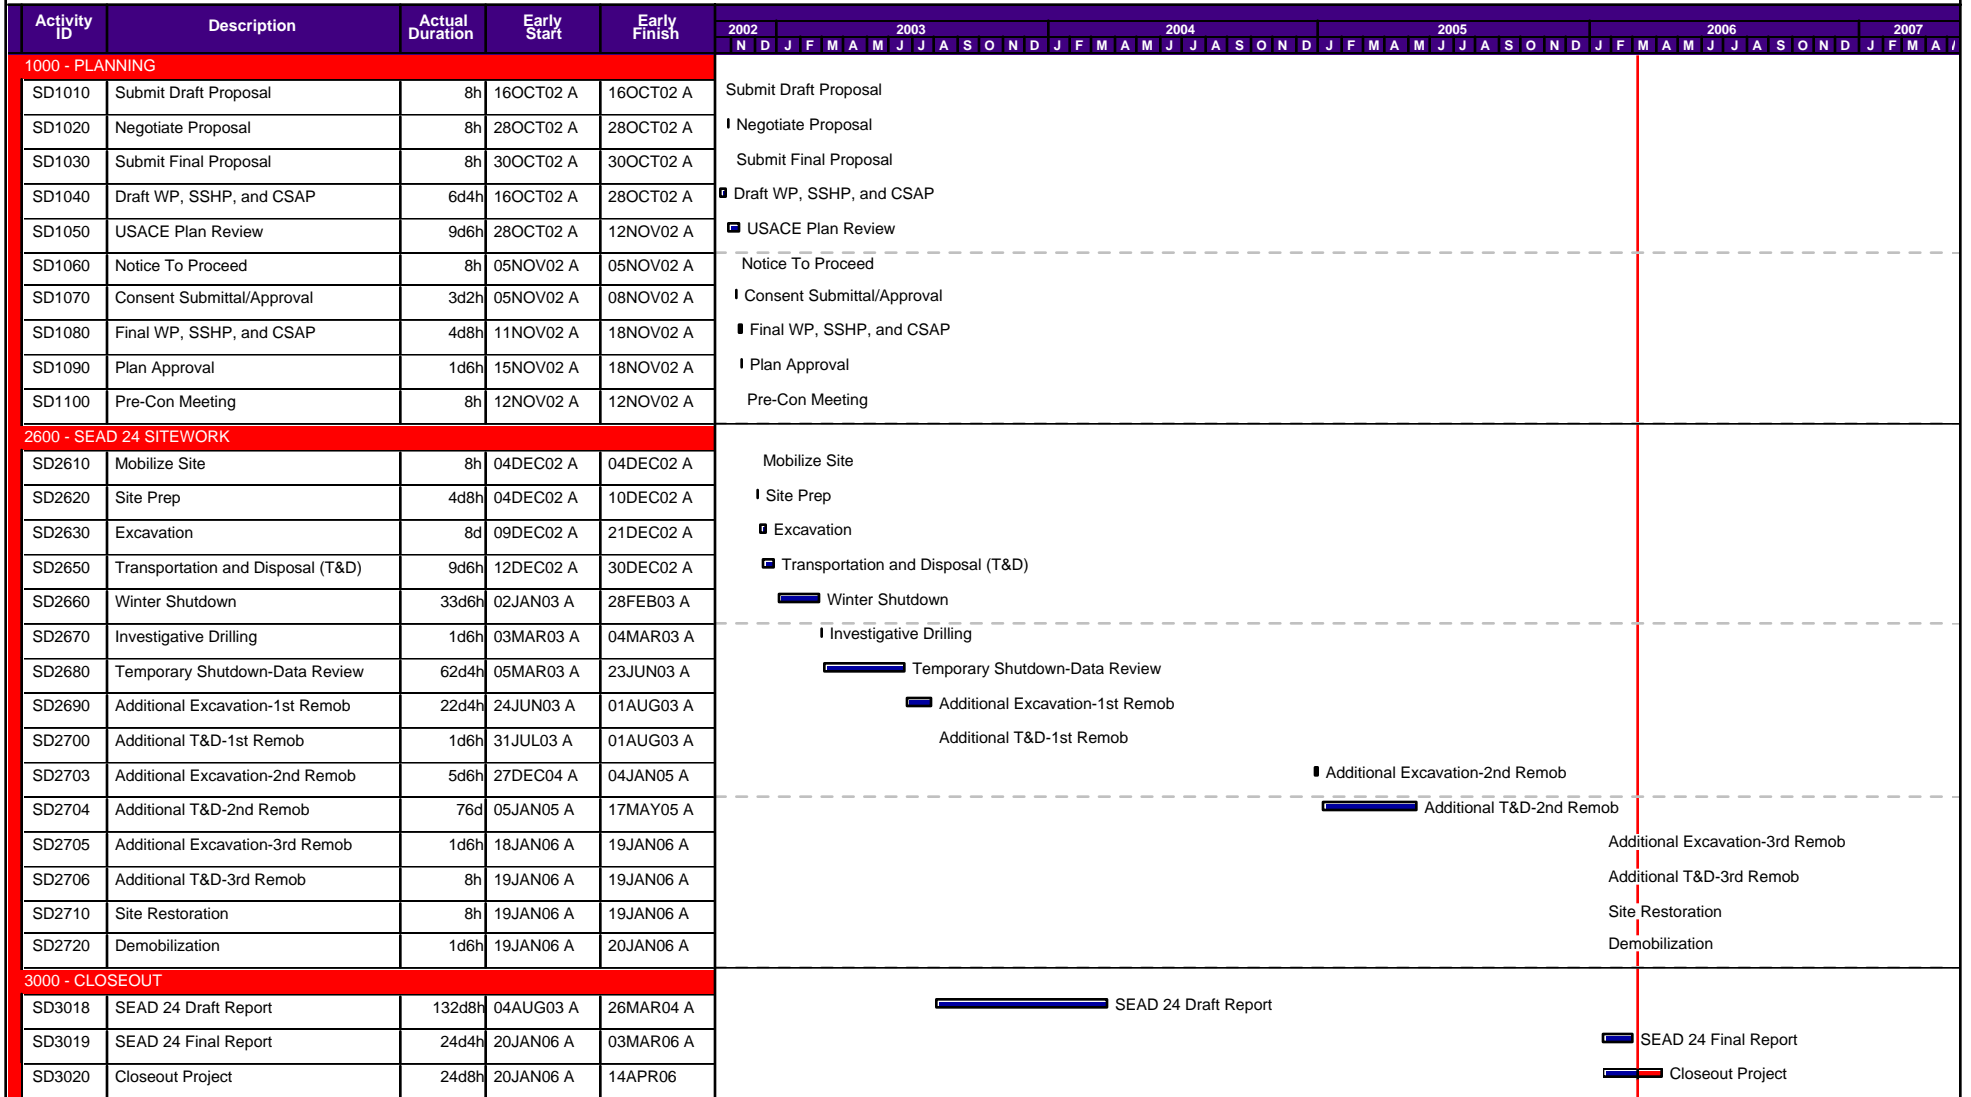 Activity ID Description Actual Duration Early Start Early Finish
2002 2003 2004 2005 2006 2007
N D J F M A M J J A S O N D J F M A M J J A S O N D J F M A M J J A S O N D J F M A M J J A S O N D J F M A
1000 - PLANNING
SD1010 Submit Draft Proposal 8h 16OCT02 A 16OCT02 A Submit Draft Proposal
SD1020 Negotiate Proposal 8h 28OCT02 A 28OCT02 A Negotiate Proposal
SD1030 Submit Final Proposal 8h 30OCT02 A 30OCT02 A Submit Final Proposal
SD1040 Draft WP, SSHP, and CSAP 6d4h 16OCT02 A 28OCT02 A Draft WP, SSHP, and CSAP
SD1050 USACE Plan Review 9d6h 28OCT02 A 12NOV02 A USACE Plan Review
SD1060 Notice To Proceed 8h 05NOV02 A 05NOV02 A Notice To Proceed
SD1070 Consent Submittal/Approval 3d2h 05NOV02 A 08NOV02 A Consent Submittal/Approval
SD1080 Final WP, SSHP, and CSAP 4d8h 11NOV02 A 18NOV02 A Final WP, SSHP, and CSAP
SD1090 Plan Approval 1d6h 15NOV02 A 18NOV02 A Plan Approval
SD1100 Pre-Con Meeting 8h 12NOV02 A 12NOV02 A Pre-Con Meeting
2600 - SEAD 24 SITEWORK
SD2610 Mobilize Site 8h 04DEC02 A 04DEC02 A Mobilize Site
SD2620 Site Prep 4d8h 04DEC02 A 10DEC02 A Site Prep
SD2630 Excavation 8d 09DEC02 A 21DEC02 A Excavation
SD2650 Transportation and Disposal (T&D) 9d6h 12DEC02 A 30DEC02 A Transportation and Disposal (T&D)
SD2660 Winter Shutdown 33d6h 02JAN03 A 28FEB03 A Winter Shutdown
SD2670 Investigative Drilling 1d6h 03MAR03 A 04MAR03 A Investigative Drilling
SD2680 Temporary Shutdown-Data Review 62d4h 05MAR03 A 23JUN03 A Temporary Shutdown-Data Review
SD2690 Additional Excavation-1st Remob 22d4h 24JUN03 A 01AUG03 A Additional Excavation-1st Remob
SD2700 Additional T&D-1st Remob 1d6h 31JUL03 A 01AUG03 A Additional T&D-1st Remob
SD2703 Additional Excavation-2nd Remob 5d6h 27DEC04 A 04JAN05 A Additional Excavation-2nd Remob
SD2704 Additional T&D-2nd Remob 76d 05JAN05 A 17MAY05 A Additional T&D-2nd Remob
SD2705 Additional Excavation-3rd Remob 1d6h 18JAN06 A 19JAN06 A Additional Excavation-3rd Remob
SD2706 Additional T&D-3rd Remob 8h 19JAN06 A 19JAN06 A Additional T&D-3rd Remob
SD2710 Site Restoration 8h 19JAN06 A 19JAN06 A Site Restoration
SD2720 Demobilization 1d6h 19JAN06 A 20JAN06 A Demobilization
3000 - CLOSEOUT
SD3018 SEAD 24 Draft Report 132d8h 04AUG03 A 26MAR04 A SEAD 24 Draft Report
SD3019 SEAD 24 Final Report 24d4h 20JAN06 A 03MAR06 A SEAD 24 Final Report
SD3020 Closeout Project 24d8h 20JAN06 A 14APR06 Closeout Project